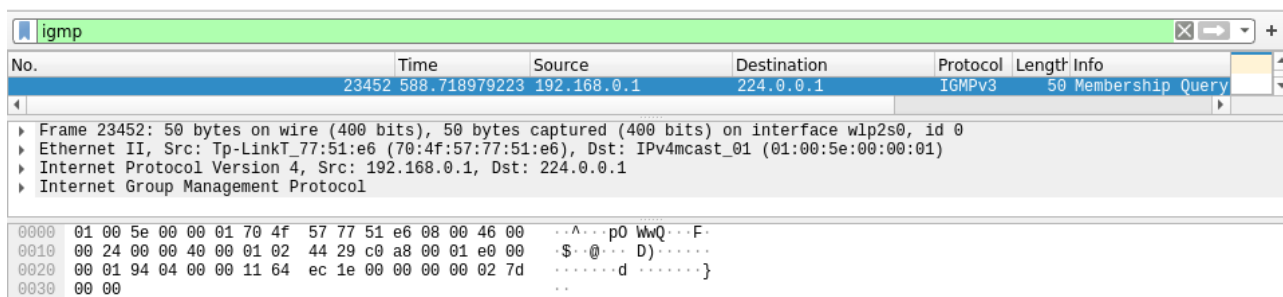 igmp
No. Time Source Destination Protocol Length Info
23452 588.718979223 192.168.0.1 224.0.0.1 IGMPv3 50 Membership Query
Frame 23452: 50 bytes on wire (400 bits), 50 bytes captured (400 bits) on interface wlp2s0, id 0
Ethernet II, Src: Tp-LinkT_77:51:e6 (70:4f:57:77:51:e6), Dst: IPv4mcast_01 (01:00:5e:00:00:01)
Internet Protocol Version 4, Src: 192.168.0.1, Dst: 224.0.0.1
Internet Group Management Protocol
0000 01 00 5e 00 00 01 70 4f 57 77 51 e6 08 00 46 00 ··^···pO WwQ···F·
0010 00 24 00 00 40 00 01 02 44 29 c0 a8 00 01 e0 00 ·$··@··· D)······
0020 00 01 94 04 00 00 11 64 ec 1e 00 00 00 00 02 7d ·······d ·······}
0030 00 00 ··